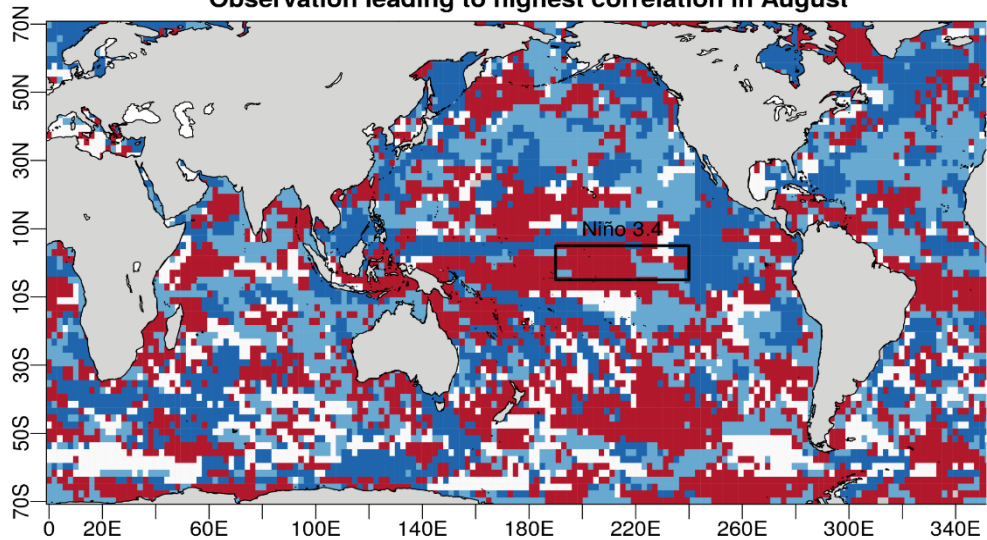 Observation leading to highest correlation in August
70N
50N
30N
10N
Niño 3.4
10S
30S
50S
70S
0 20E 60E 100E 140E 180E 220E 260E 300E 340E